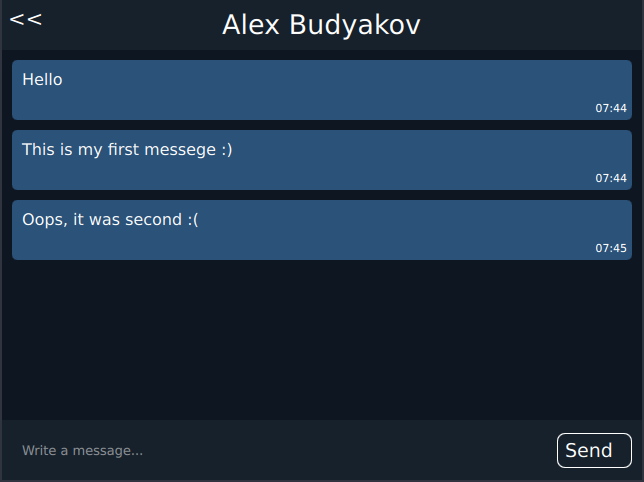 <<
Alex Budyakov
Hello
07:44
This is my first messege :)
07:44
Oops, it was second :(
07:45
Write a message...
Send